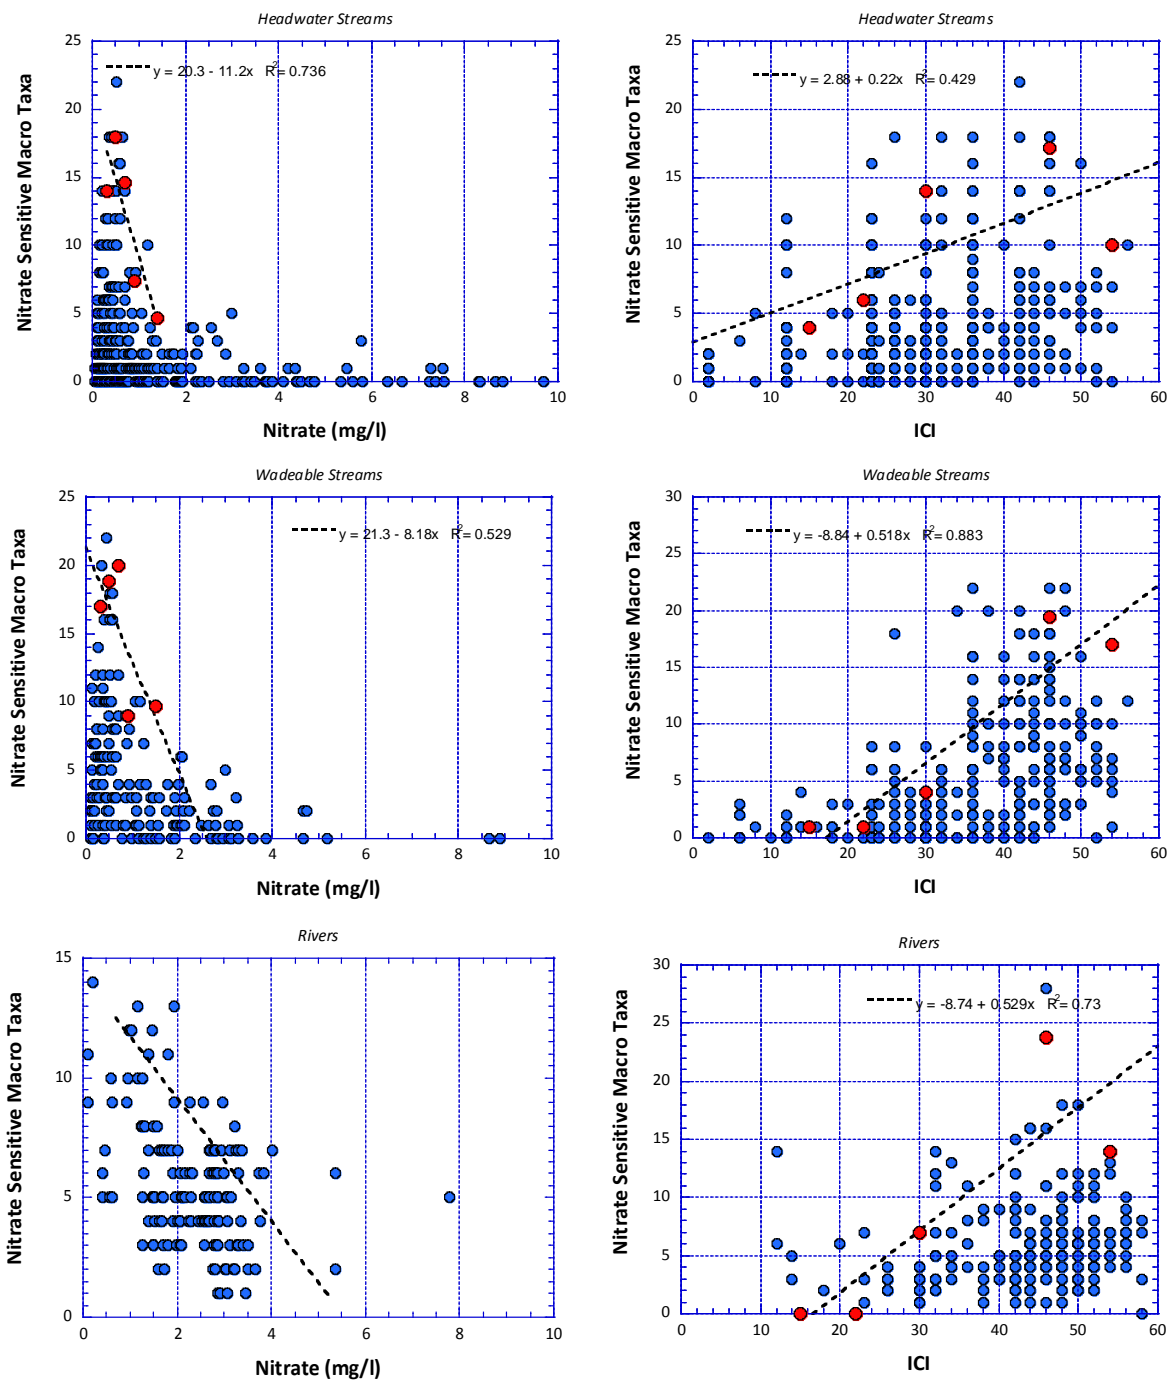 Headwater Streams
25
20
15
10
5
0
Nitrate Sensitive Macro Taxa
y = 20.3 - 11.2x R2= 0.736
0 2 4 6 8 10
Nitrate (mg/l)
Headwater Streams
25
20
15
10
5
0
Nitrate Sensitive Macro Taxa
y = 2.88 + 0.22x R2= 0.429
0 10 20 30 40 50 60
ICI
Wadeable Streams
25
20
15
10
5
0
Nitrate Sensitive Macro Taxa
y = 21.3 - 8.18x R2= 0.529
0 2 4 6 8 10
Nitrate (mg/l)
Wadeable Streams
30
25
20
15
10
5
0
Nitrate Sensitive Macro Taxa
y = -8.84 + 0.518x R2= 0.883
0 10 20 30 40 50 60
ICI
Rivers
15
10
5
0
Nitrate Sensitive Macro Taxa
0 2 4 6 8 10
Nitrate (mg/l)
Rivers
30
25
20
15
10
5
0
Nitrate Sensitive Macro Taxa
y = -8.74 + 0.529x R2= 0.73
0 10 20 30 40 50 60
ICI